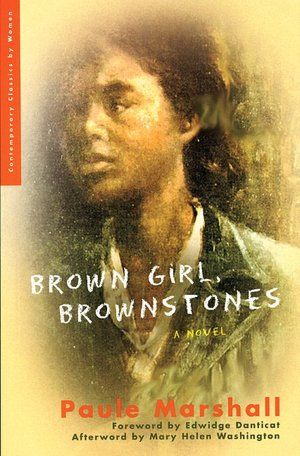 Contemporary Classics by Women
BROWN GIRL,
BROWNSTONES
A NOVEL
Paule Marshall
Foreword by Edwidge Danticat
Afterword by Mary Helen Washington